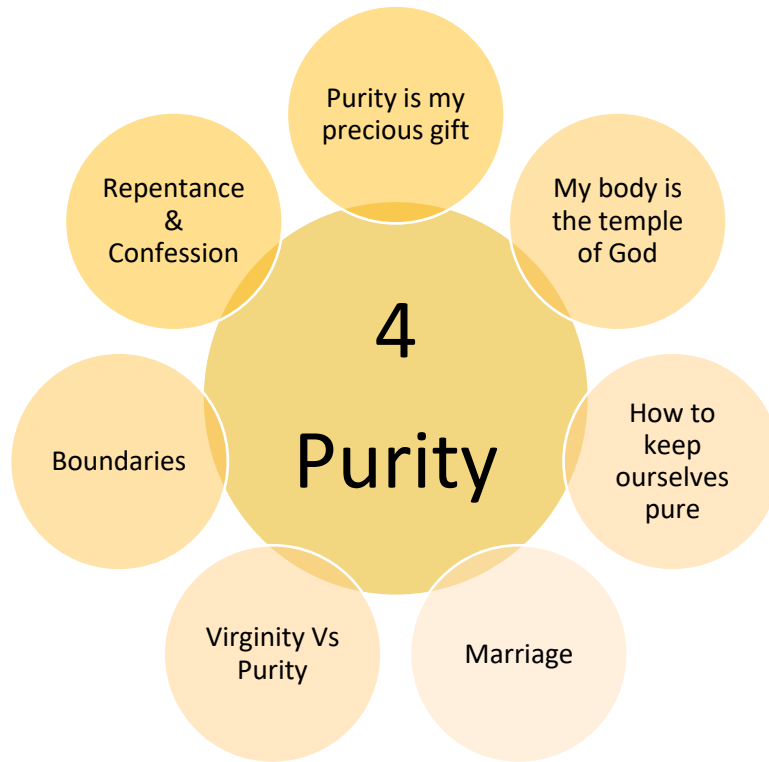 Purity is my
precious gift
My body is
the temple
of God
How to
keep
ourselves
pure
Marriage
Virginity Vs
Purity
Boundaries
Repentance
&
Confession
4
Purity